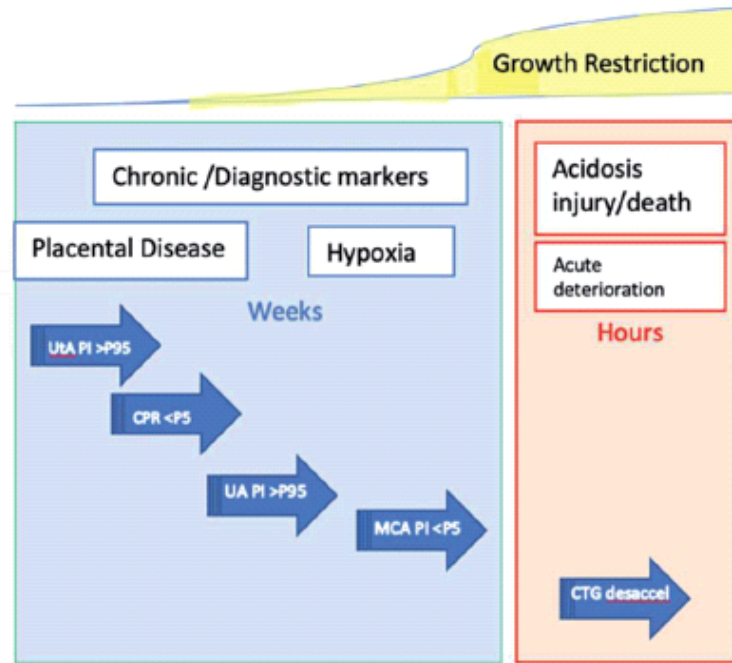 Growth Restriction
Chronic /Diagnostic markers
Placental Disease
Hypoxia
Weeks
UtA PI >P95
CPR <P5
UA PI >P95
MCA PI <P5
Acidosis
injury/death
Acute
deterioration
Hours
CTG desaccel